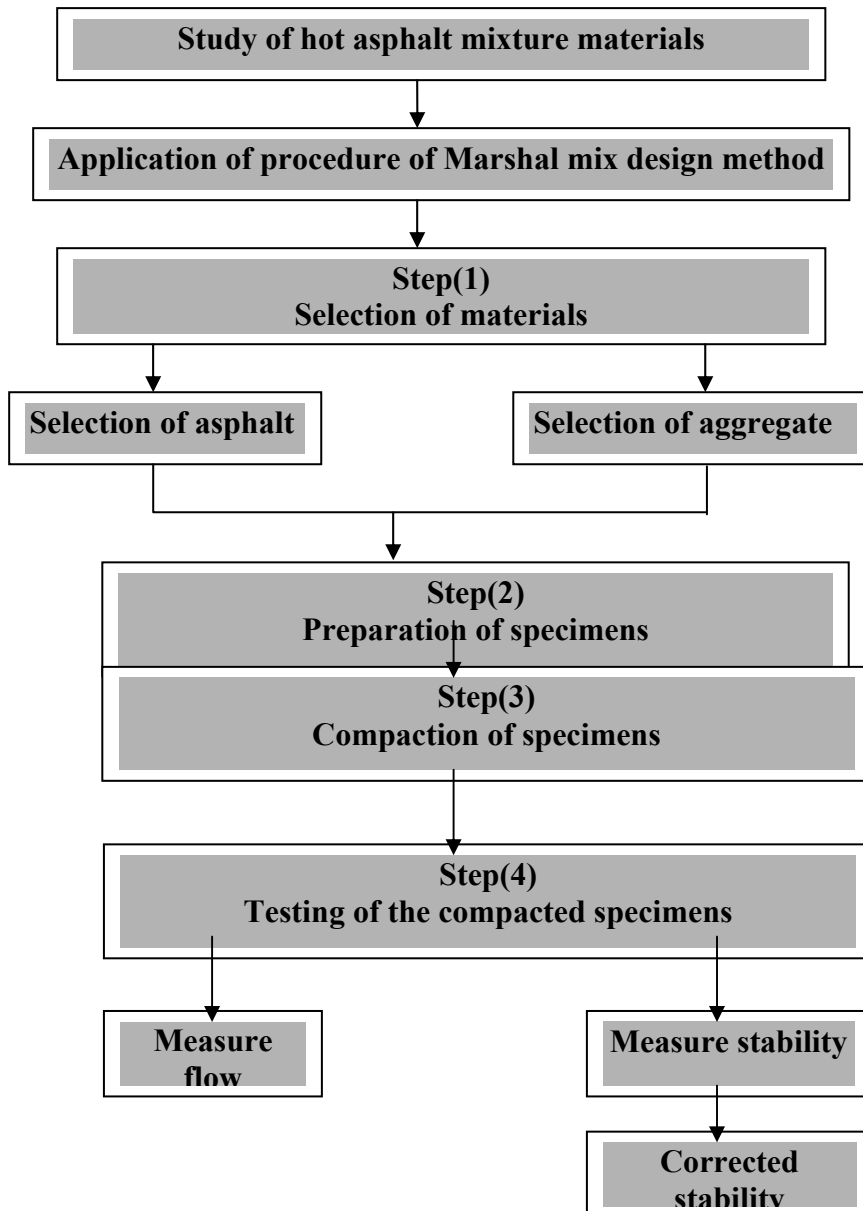 Study of hot asphalt mixture materials
Application of procedure of Marshal mix design method
Step(1)
Selection of materials
Selection of asphalt
Selection of aggregate
Step(2)
Preparation of specimens
Step(3)
Compaction of specimens
Step(4)
Testing of the compacted specimens
Measure
flow
Measure stability
Corrected
stability